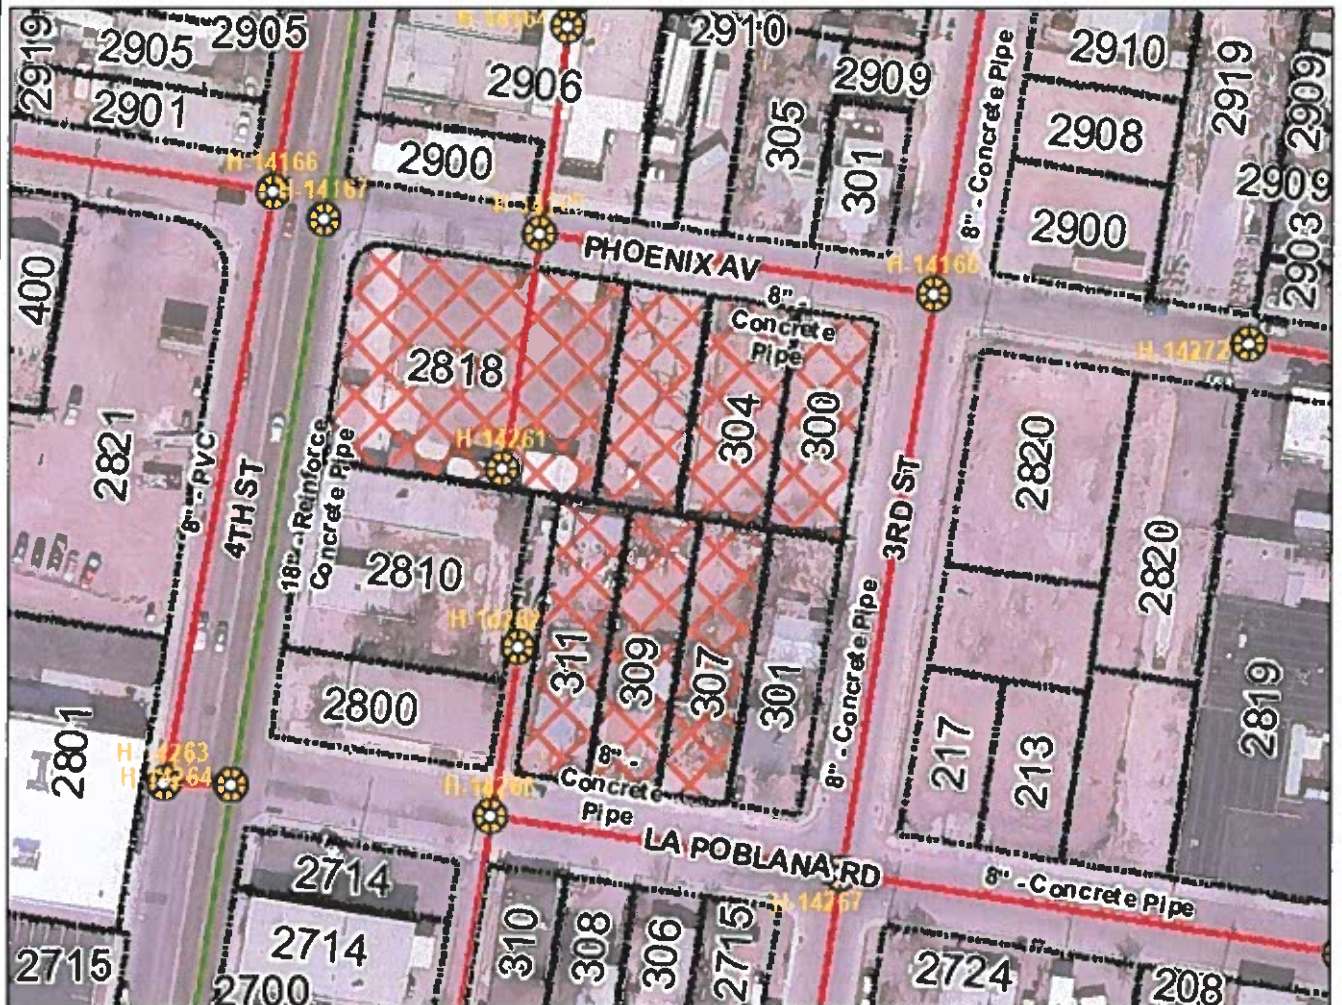 2919
2905
2905
2901
2906
2910
2909
305
301
2910
2908
2900
2919
2909
2909
2903
8" - Concrete Pipe
2900
H-14166
H-14167
PHOENIX AV
400
2818
8" -
Concrete
Pipe
304
300
H-14261
H-14272
2821
8" - PVC
4TH ST
18" - Reinforce
Concrete Pipe
3RD ST
2820
2820
2810
311
309
307
301
8" - Concrete Pipe
2800
8" -
Concrete
Pipe
217
213
2819
2801
H-14263
H-14264
LA POBLANA RD
8" - Concrete Pipe
H-14267
2714
2714
2700
2715
310
308
306
2715
2724
208